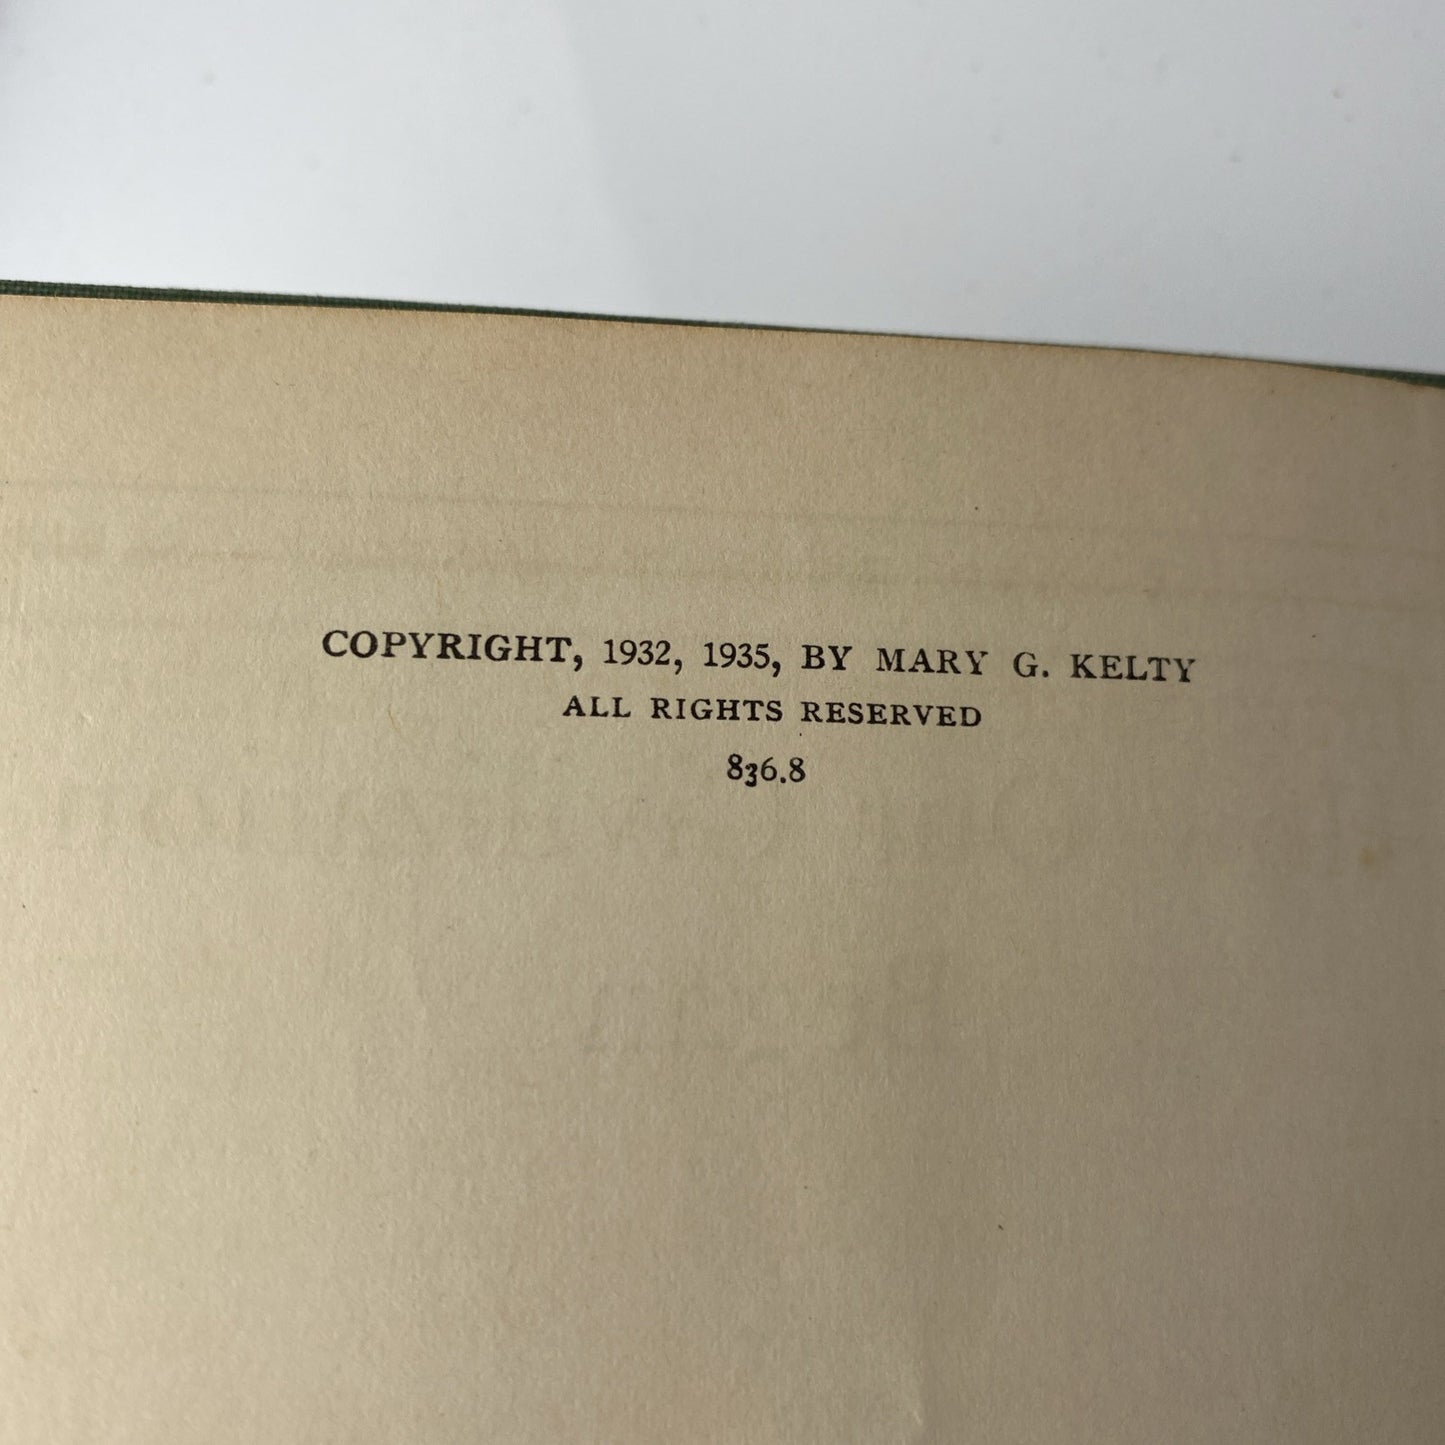 COPYRIGHT, 1932, 1935, BY MARY G. KELTY
ALL RIGHTS RESERVED
836.8